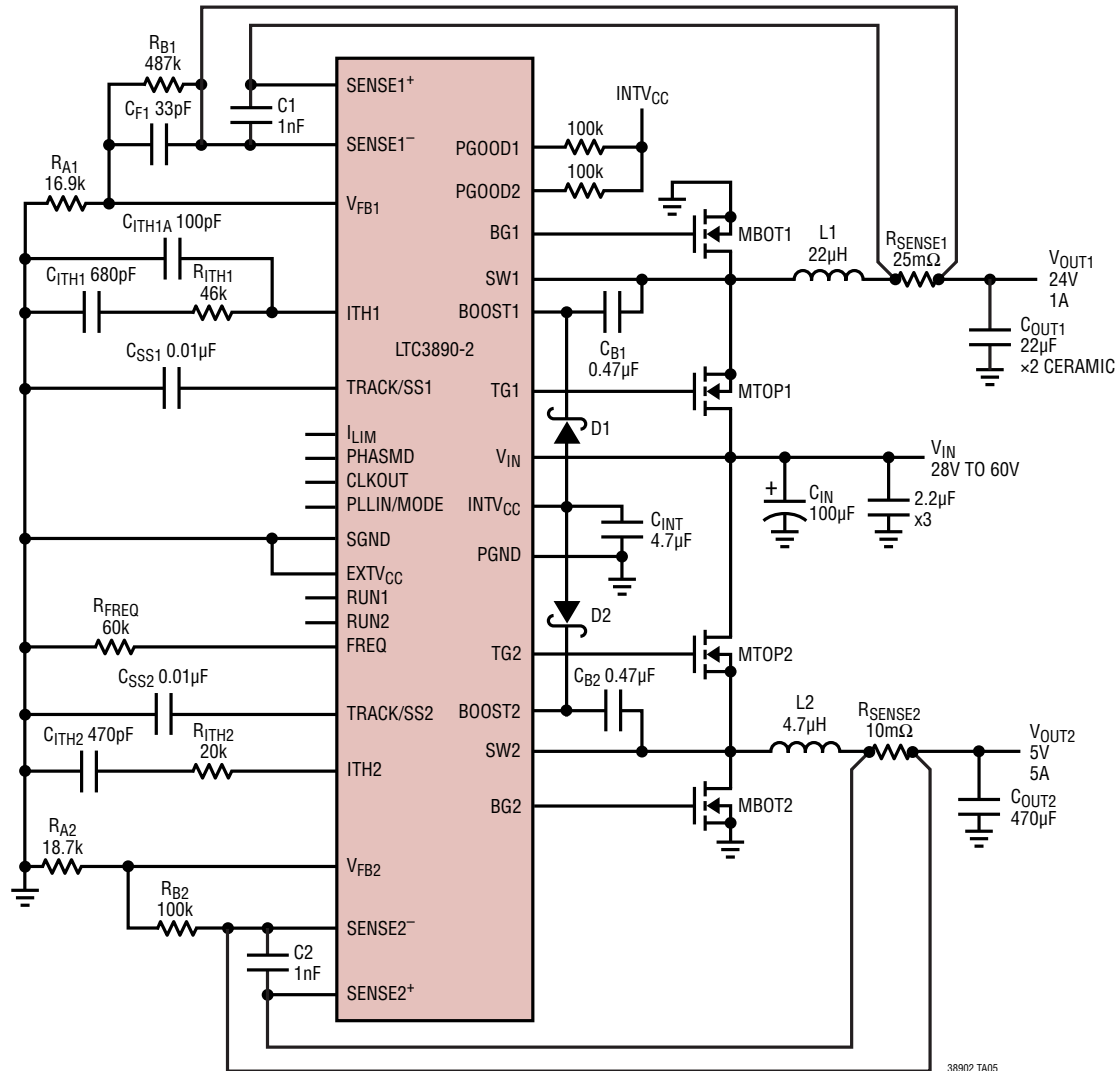 RB1
487k
CF1 33pF
C1
1nF
RA1
16.9k
CITH1A 100pF
CITH1 680pF
RITH1
46k
CSS1 0.01µF
RFREQ
60k
CSS2 0.01µF
CITH2 470pF
RITH2
20k
RA2
18.7k
RB2
100k
C2
1nF
SENSE1+
SENSE1–
VFB1
ITH1
LTC3890-2
TRACK/SS1
ILIM
PHASMD
CLKOUT
PLLIN/MODE
SGND
EXTVCC
RUN1
RUN2
FREQ
TRACK/SS2
ITH2
VFB2
SENSE2–
SENSE2+
PGOOD1
PGOOD2
BG1
SW1
BOOST1
TG1
VIN
INTVCC
PGND
TG2
BOOST2
SW2
BG2
INTVCC
100k
100k
MBOT1
L1
22µH
RSENSE1
25mΩ
VOUT1
24V
1A
COUT1
22µF
×2 CERAMIC
CB1
0.47µF
MTOP1
D1
VIN
28V TO 60V
CIN
100µF
+
2.2µF
x3
CINT
4.7µF
D2
MTOP2
CB2 0.47µF
L2
4.7µH
RSENSE2
10mΩ
VOUT2
5V
5A
COUT2
470µF
MBOT2
38902 TA05